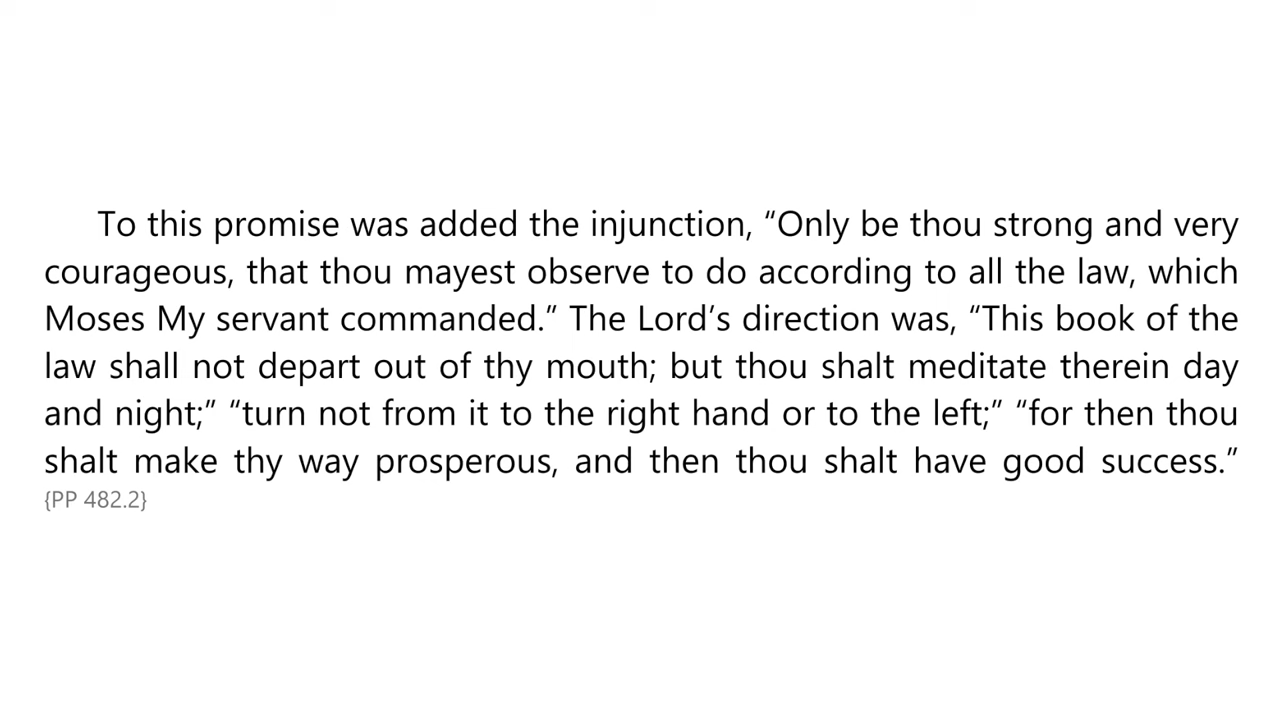 To this promise was added the injunction, “Only be thou strong and very
courageous, that thou mayest observe to do according to all the law, which
Moses My servant commanded.” The Lord’s direction was, “This book of the
law shall not depart out of thy mouth; but thou shalt meditate therein day
and night;” “turn not from it to the right hand or to the left;” “for then thou
shalt make thy way prosperous, and then thou shalt have good success.”
{PP 482.2}